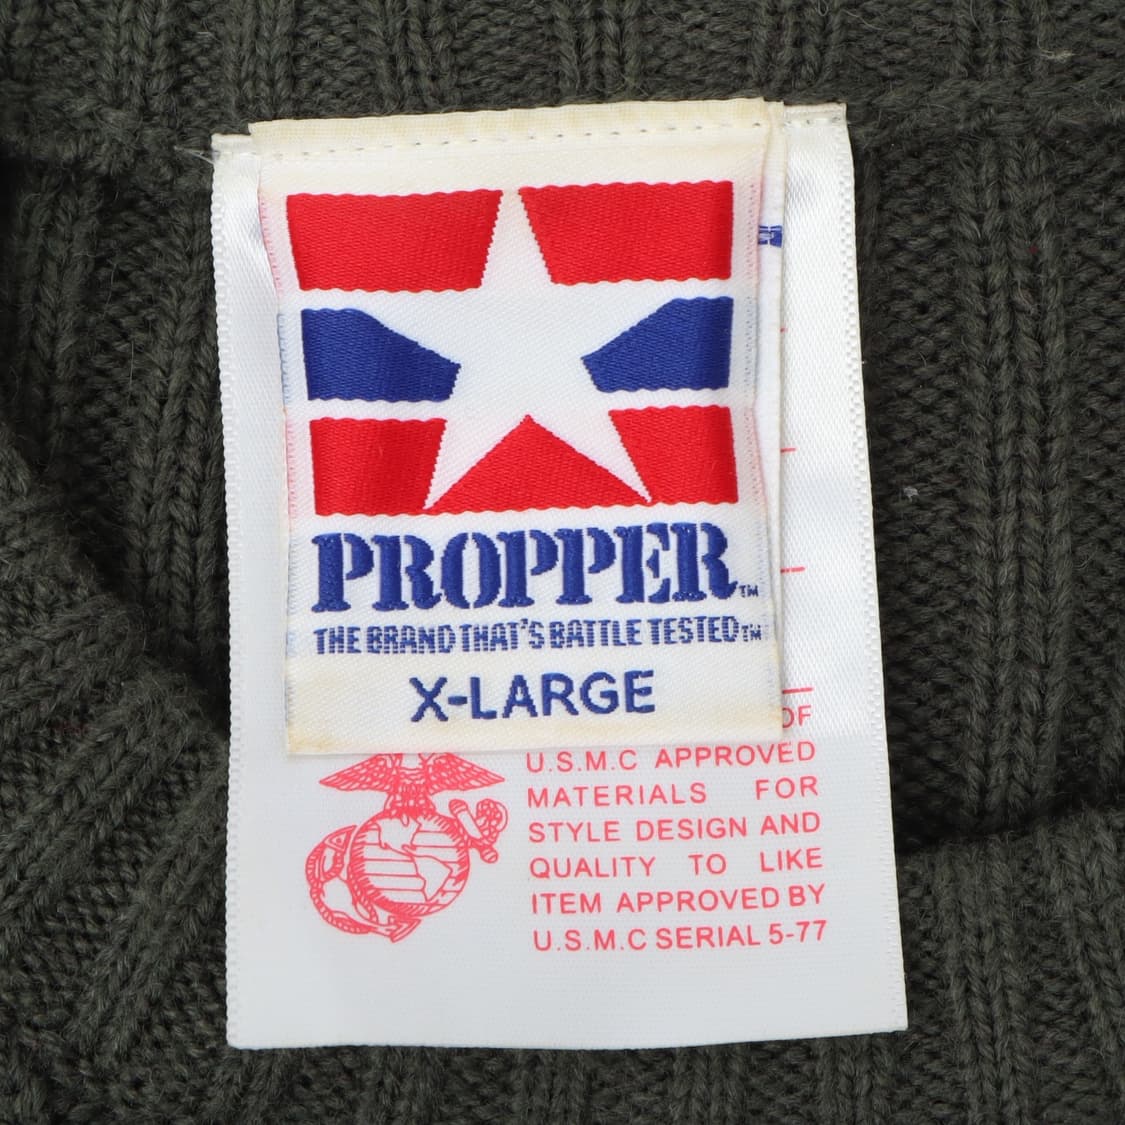 PROPPER™
THE BRAND THAT'S BATTLE TESTED™
X-LARGE
OF
U.S.M.C APPROVED
MATERIALS FOR
STYLE DESIGN AND
QUALITY TO LIKE
ITEM APPROVED BY
U.S.M.C SERIAL 5-77